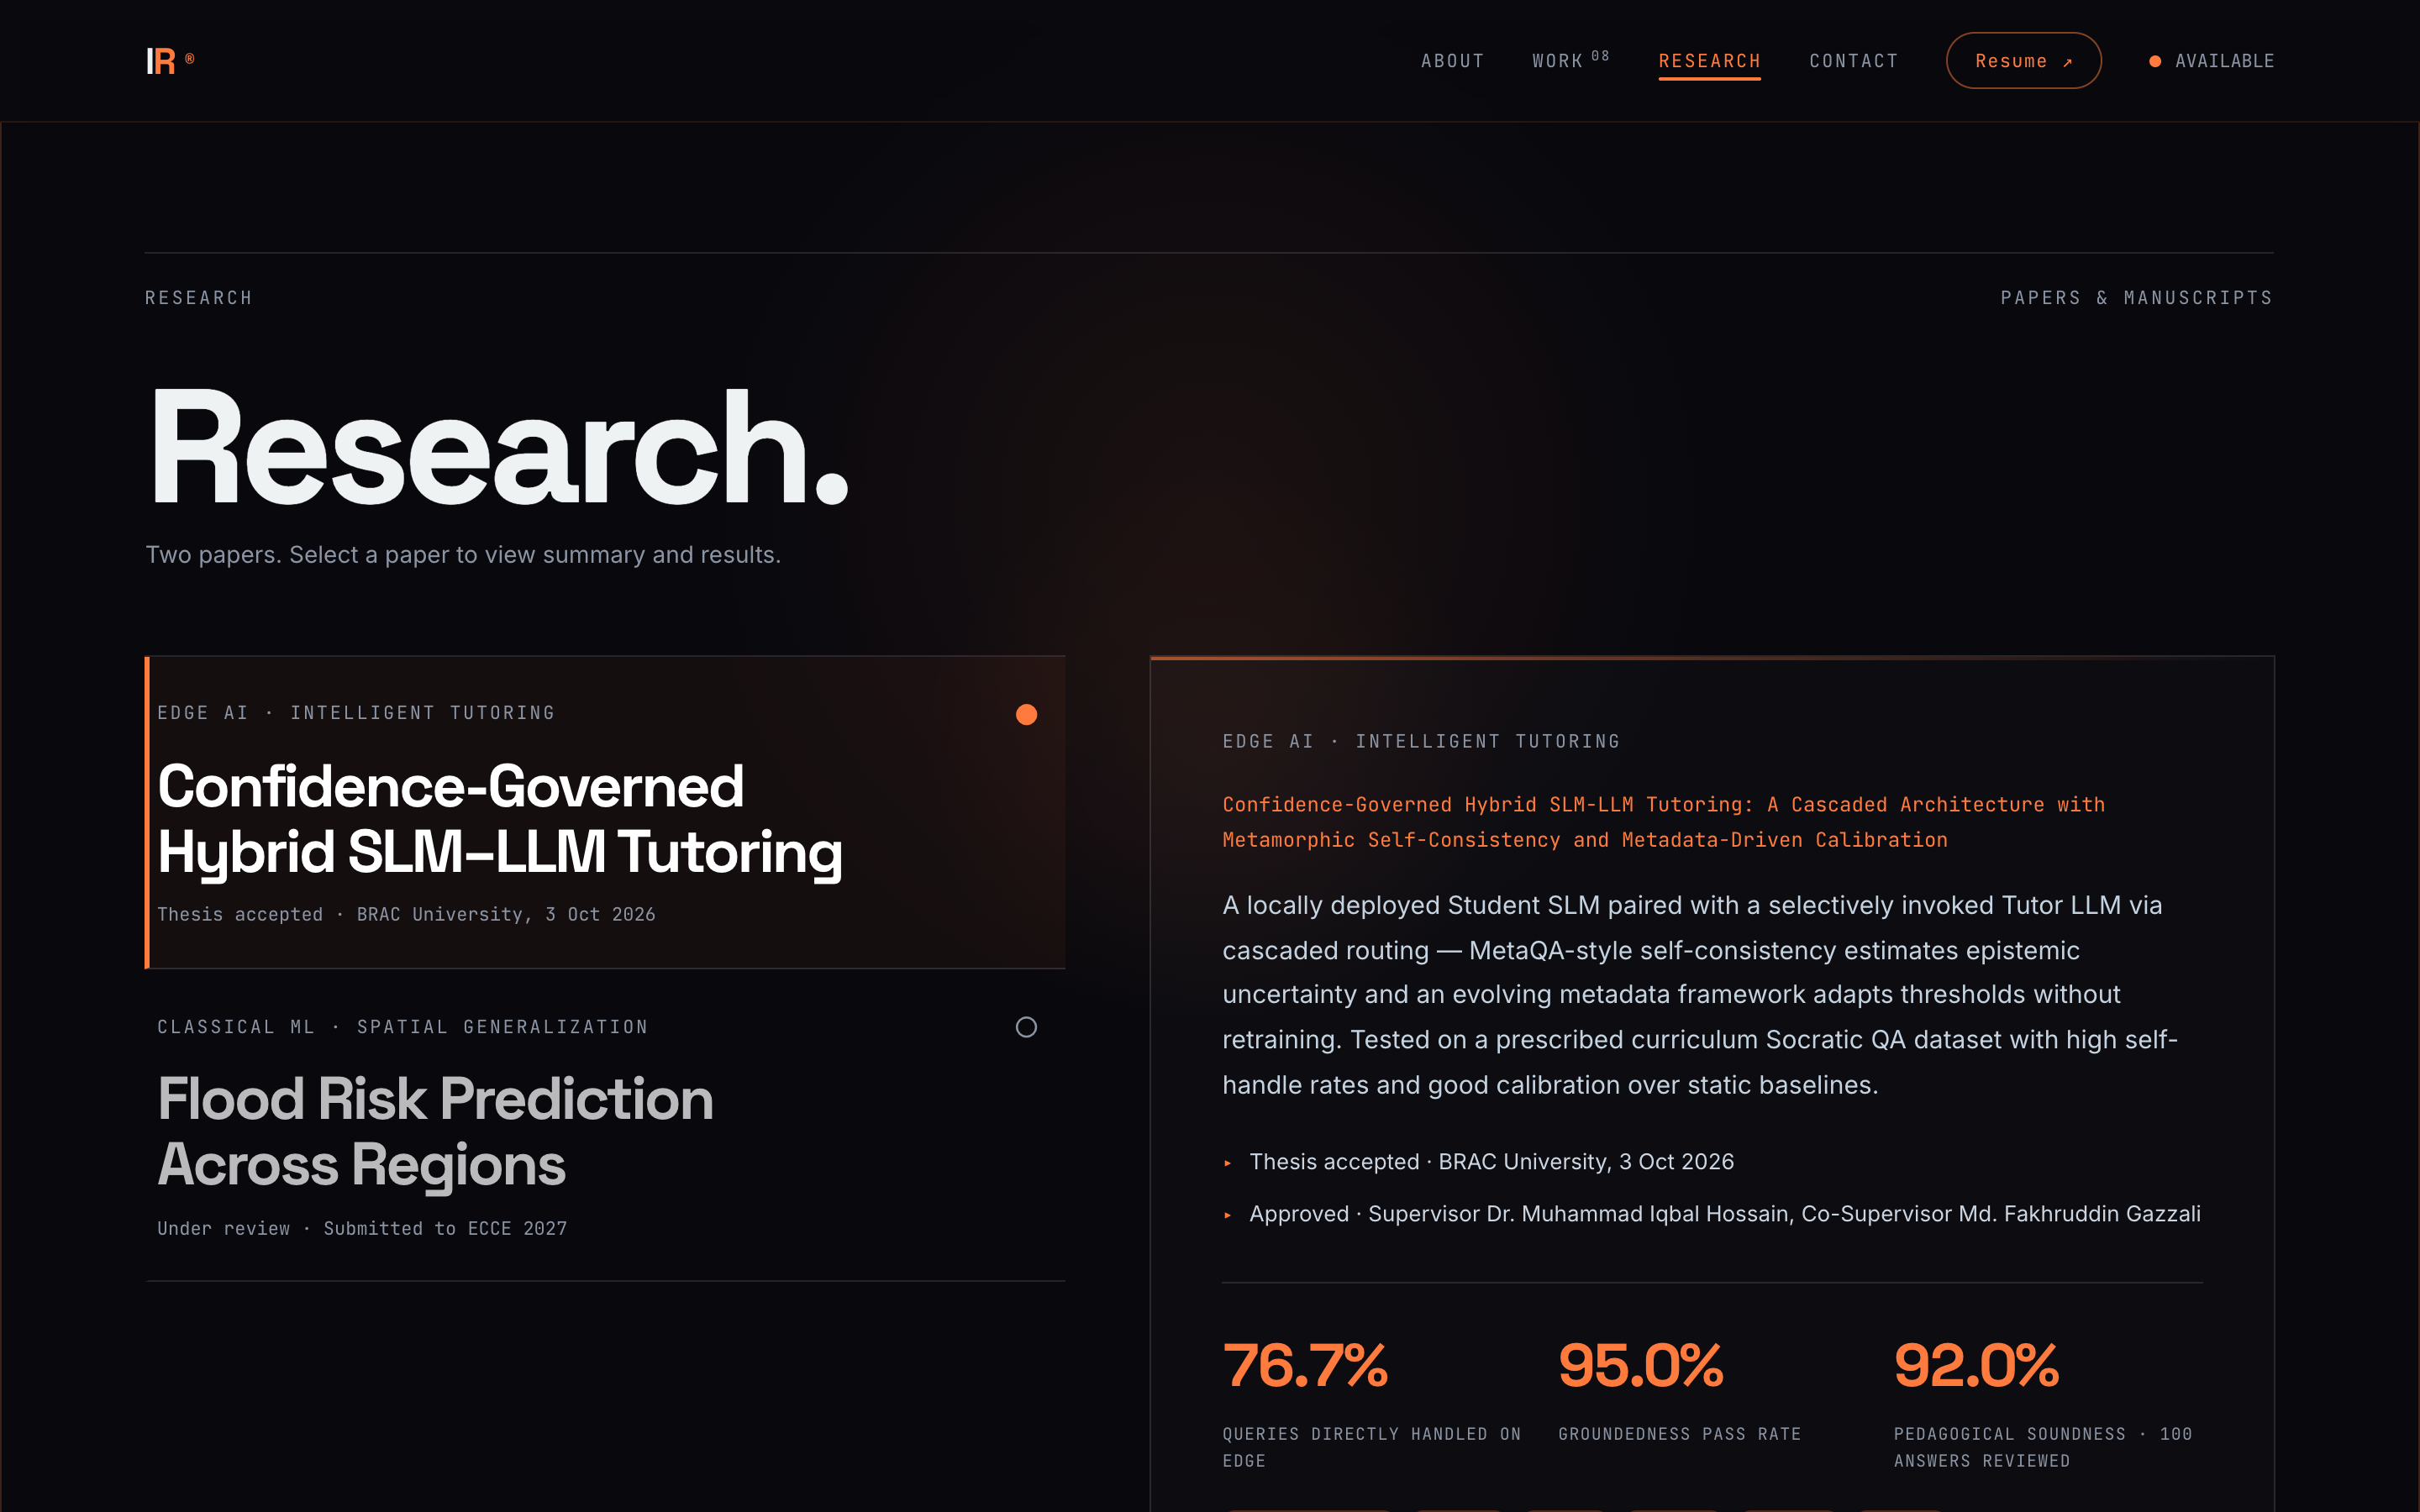 IR ®
ABOUT
WORK 08
RESEARCH
CONTACT
Resume ↗
AVAILABLE
RESEARCH
PAPERS & MANUSCRIPTS
Research.
Two papers. Select a paper to view summary and results.
EDGE AI · INTELLIGENT TUTORING
Confidence-Governed
Hybrid SLM–LLM Tutoring
Thesis accepted · BRAC University, 3 Oct 2026
CLASSICAL ML · SPATIAL GENERALIZATION
Flood Risk Prediction
Across Regions
Under review · Submitted to ECCE 2027
EDGE AI · INTELLIGENT TUTORING
Confidence-Governed Hybrid SLM-LLM Tutoring: A Cascaded Architecture with
Metamorphic Self-Consistency and Metadata-Driven Calibration
A locally deployed Student SLM paired with a selectively invoked Tutor LLM via
cascaded routing — MetaQA-style self-consistency estimates epistemic
uncertainty and an evolving metadata framework adapts thresholds without
retraining. Tested on a prescribed curriculum Socratic QA dataset with high self-
handle rates and good calibration over static baselines.
▸ Thesis accepted · BRAC University, 3 Oct 2026
▸ Approved · Supervisor Dr. Muhammad Iqbal Hossain, Co-Supervisor Md. Fakhruddin Gazzali
76.7%
QUERIES DIRECTLY HANDLED ON
EDGE
95.0%
GROUNDEDNESS PASS RATE
92.0%
PEDAGOGICAL SOUNDNESS · 100
ANSWERS REVIEWED